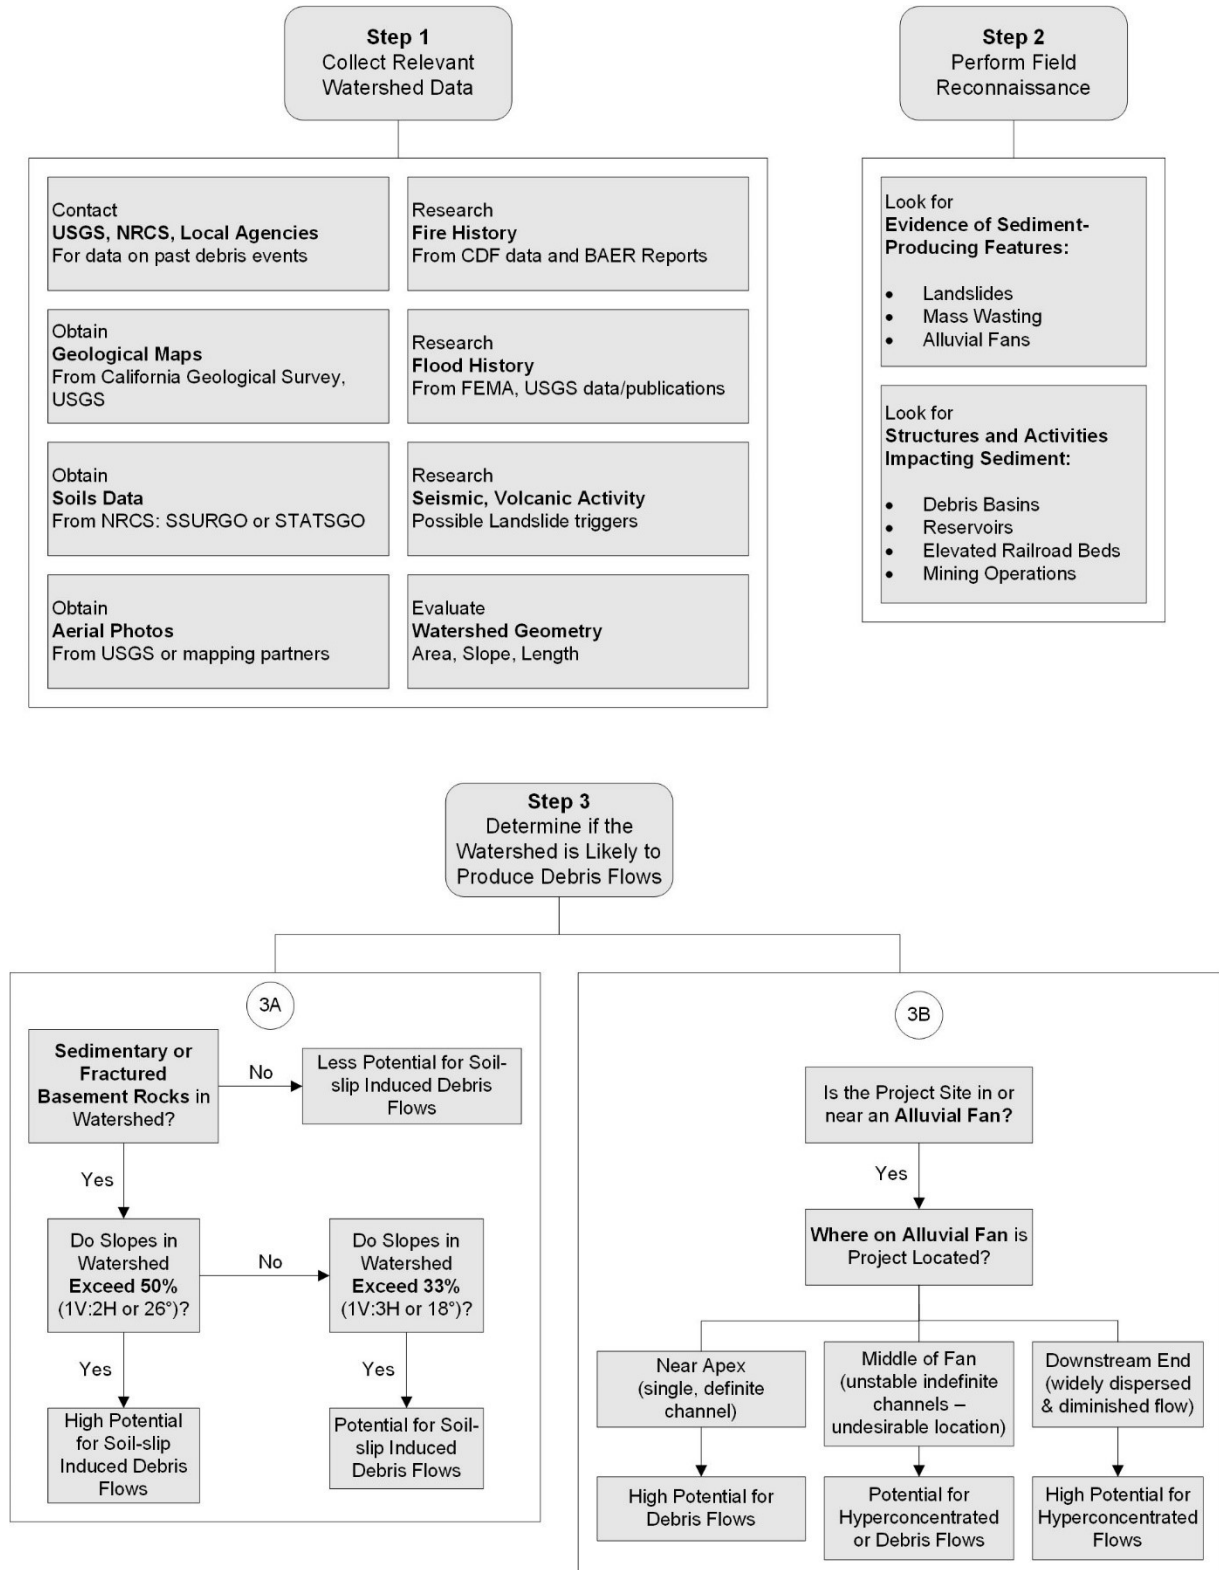 Step 1
Collect Relevant
Watershed Data
Step 2
Perform Field
Reconnaissance
Contact
USGS, NRCS, Local Agencies
For data on past debris events
Research
Fire History
From CDF data and BAER Reports
Obtain
Geological Maps
From California Geological Survey,
USGS
Research
Flood History
From FEMA, USGS data/publications
Obtain
Soils Data
From NRCS: SSURGO or STATSGO
Research
Seismic, Volcanic Activity
Possible Landslide triggers
Obtain
Aerial Photos
From USGS or mapping partners
Evaluate
Watershed Geometry
Area, Slope, Length
Look for
Evidence of Sediment-
Producing Features:
• Landslides
• Mass Wasting
• Alluvial Fans
Look for
Structures and Activities
Impacting Sediment:
• Debris Basins
• Reservoirs
• Elevated Railroad Beds
• Mining Operations
Step 3
Determine if the
Watershed is Likely to
Produce Debris Flows
3A
Sedimentary or
Fractured
Basement Rocks in
Watershed?
No
Less Potential for Soil-
slip Induced Debris
Flows
Yes
Do Slopes in
Watershed
Exceed 50%
(1V:2H or 26°)?
No
Do Slopes in
Watershed
Exceed 33%
(1V:3H or 18°)?
Yes
High Potential
for Soil-slip
Induced Debris
Flows
Yes
Potential for Soil-
slip Induced
Debris Flows
3B
Is the Project Site in or
near an Alluvial Fan?
Yes
Where on Alluvial Fan is
Project Located?
Near Apex
(single, definite
channel)
Middle of Fan
(unstable indefinite
channels –
undesirable location)
Downstream End
(widely dispersed
& diminished flow)
High Potential for
Debris Flows
Potential for
Hyperconcentrated
or Debris Flows
High Potential for
Hyperconcentrated
Flows